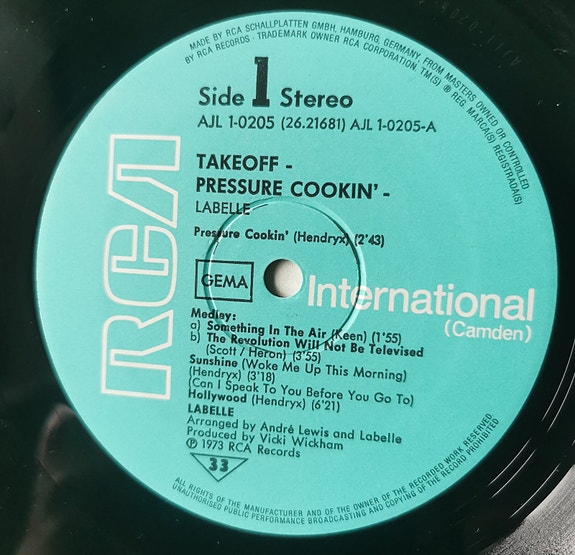 MADE BY RCA SCHALLPLATTEN GMBH, HAMBURG, GERMANY, FROM MASTERS OWNED OR CONTROLLED
BY RCA RECORDS · TRADEMARK OWNER RCA CORPORATION, TM(S) ® REG. MARCA(S) REGISTRADA(S)
Side 1 Stereo
AJL 1-0205 (26.21681) AJL 1-0205-A
TAKEOFF -
PRESSURE COOKIN' -
LABELLE
Pressure Cookin' (Hendryx) (2'43)
RCA
GEMA
International
(Camden)
Medley:
a) Something In The Air (Keen) (1'55)
b) The Revolution Will Not Be Televised
(Scott / Heron) (3'55)
Sunshine (Woke Me Up This Morning)
(Hendryx) (3'18)
(Can I Speak To You Before You Go To)
Hollywood (Hendryx) (6'21)
LABELLE
Arranged by André Lewis and Labelle
Produced by Vicki Wickham
℗ 1973 RCA Records
33
ALL RIGHTS OF THE MANUFACTURER AND OF THE OWNER OF THE RECORDED WORK RESERVED
UNAUTHORISED PUBLIC PERFORMANCE BROADCASTING AND COPYING OF THE RECORD PROHIBITED